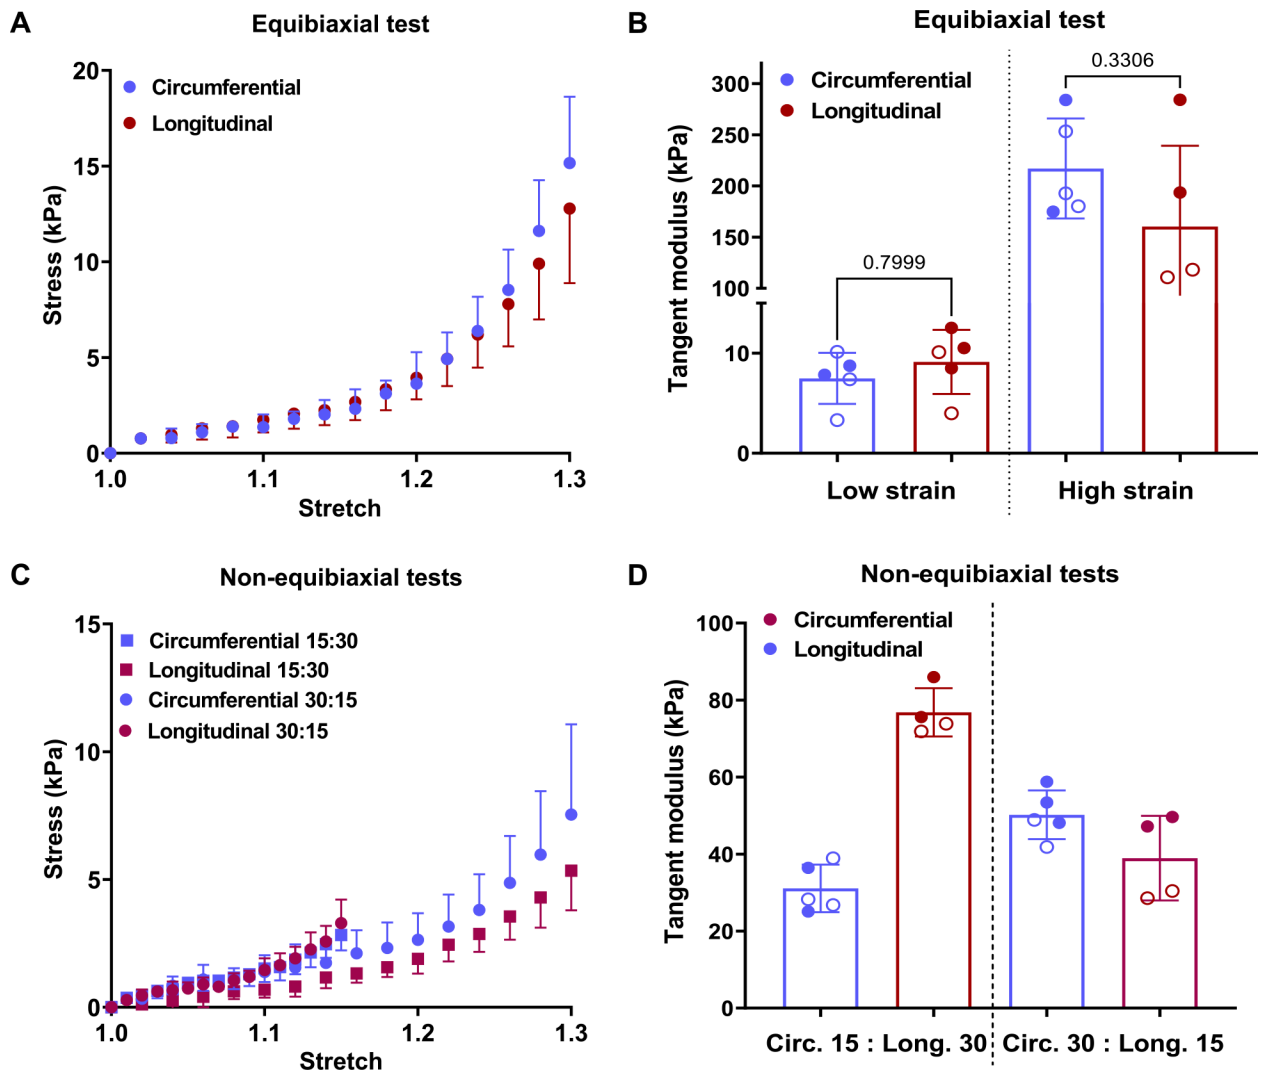 A
Equibiaxial test
Circumferential
Longitudinal
Stress (kPa)
20
15
10
5
0
1.0
1.1
1.2
1.3
Stretch
B
Equibiaxial test
Circumferential
Longitudinal
0.3306
0.7999
Tangent modulus (kPa)
300
250
200
150
100
10
0
Low strain
High strain
C
Non-equibiaxial tests
Circumferential 15:30
Longitudinal 15:30
Circumferential 30:15
Longitudinal 30:15
Stress (kPa)
15
10
5
0
1.0
1.1
1.2
1.3
Stretch
D
Non-equibiaxial tests
Circumferential
Longitudinal
Tangent modulus (kPa)
100
80
60
40
20
0
Circ. 15 : Long. 30
Circ. 30 : Long. 15